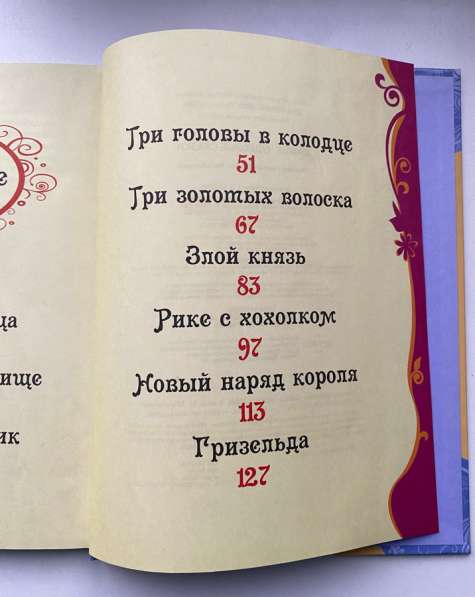 Три головы в колодце
51
Три золотых волоска
67
Злой князь
83
Рике с хохолком
97
Новый наряд короля
113
Гризельда
127